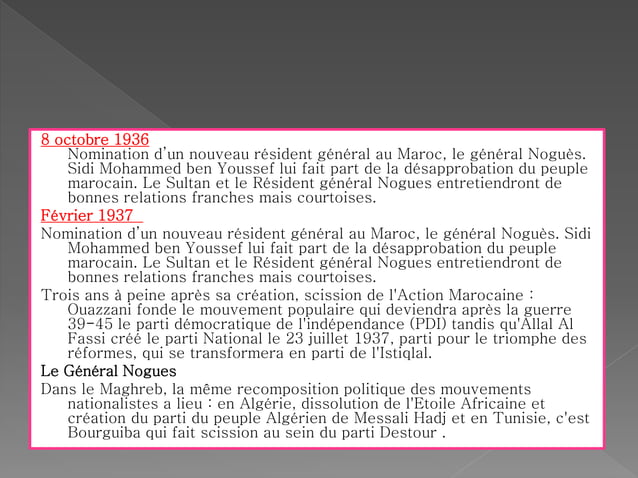 8 octobre 1936
Nomination d'un nouveau résident général au Maroc, le général Noguès.
Sidi Mohammed ben Youssef lui fait part de la désapprobation du peuple
marocain. Le Sultan et le Résident général Nogues entretiendront de
bonnes relations franches mais courtoises.
Février 1937
Nomination d'un nouveau résident général au Maroc, le général Noguès. Sidi
Mohammed ben Youssef lui fait part de la désapprobation du peuple
marocain. Le Sultan et le Résident général Nogues entretiendront de
bonnes relations franches mais courtoises.
Trois ans à peine après sa création, scission de l'Action Marocaine :
Ouazzani fonde le mouvement populaire qui deviendra après la guerre
39-45 le parti démocratique de l'indépendance (PDI) tandis qu'Allal Al
Fassi créé le parti National le 23 juillet 1937, parti pour le triomphe des
réformes, qui se transformera en parti de l'Istiqlal.
Le Général Nogues
Dans le Maghreb, la même recomposition politique des mouvements
nationalistes a lieu : en Algérie, dissolution de l'Etoile Africaine et
création du parti du peuple Algérien de Messali Hadj et en Tunisie, c'est
Bourguiba qui fait scission au sein du parti Destour .